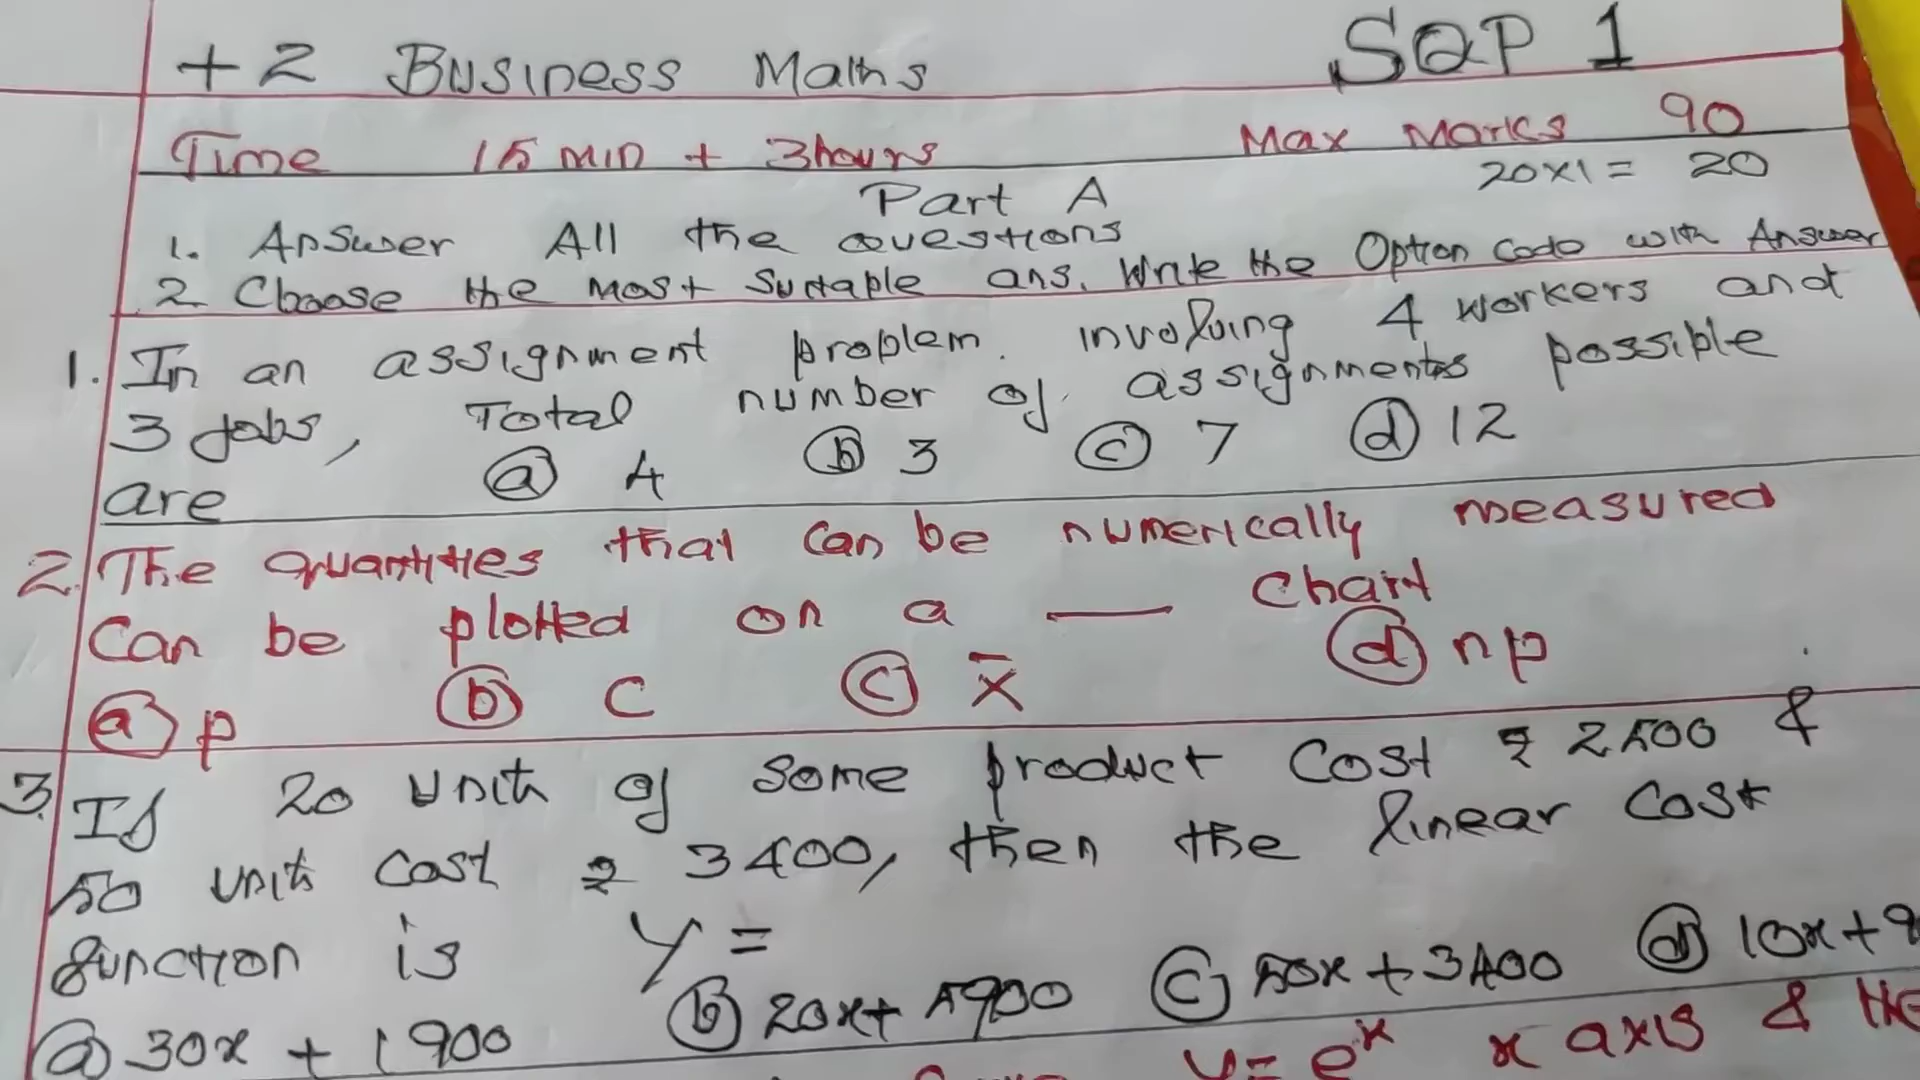 +2 Business Maths SQP 1
Time 15 min + 3hours Max Marks 90
20x1 = 20
Part A
1. Answer All the questions
2. Choose the most Suitable ans. Write the Option Code with Answer
1. In an assignment problem. involving 4 workers and
3 jobs, Total number of assignments possible
are ⓐ 4 ⓑ 3 ⓒ 7 ⓓ 12
2. The quantities that can be numerically measured
Can be plotted on a — Chart
ⓐ p ⓑ C ⓒ x̄ ⓓ np
3. If 20 units of some product Cost ₹ 2500 &
50 units cost ₹ 3400, then the linear Cost
function is Y =
ⓐ 30x + 1900 ⓑ 20x+ 5900 ⓒ 50x + 3400 ⓓ 10x+
y= eˣ x axis &